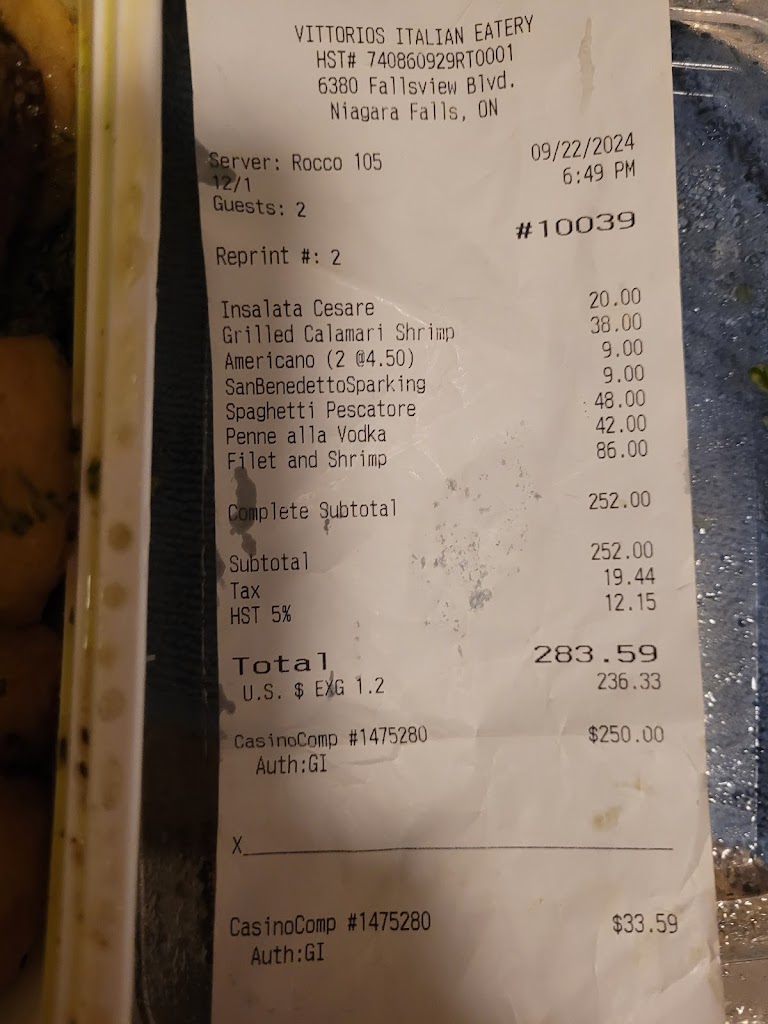 VITTORIOS ITALIAN EATERY
HST# 740860929RT0001
6380 Fallsview Blvd.
Niagara Falls, ON
Server: Rocco 105 09/22/2024
12/1 6:49 PM
Guests: 2
#10039
Reprint #: 2
Insalata Cesare 20.00
Grilled Calamari Shrimp 38.00
Americano (2 @4.50) 9.00
SanBenedettoSparking 9.00
Spaghetti Pescatore 48.00
Penne alla Vodka 42.00
Filet and Shrimp 86.00
Complete Subtotal 252.00
Subtotal 252.00
Tax 19.44
HST 5% 12.15
Total 283.59
U.S. $ EXG 1.2 236.33
CasinoComp #1475280 $250.00
Auth:GI
X
CasinoComp #1475280 $33.59
Auth:GI